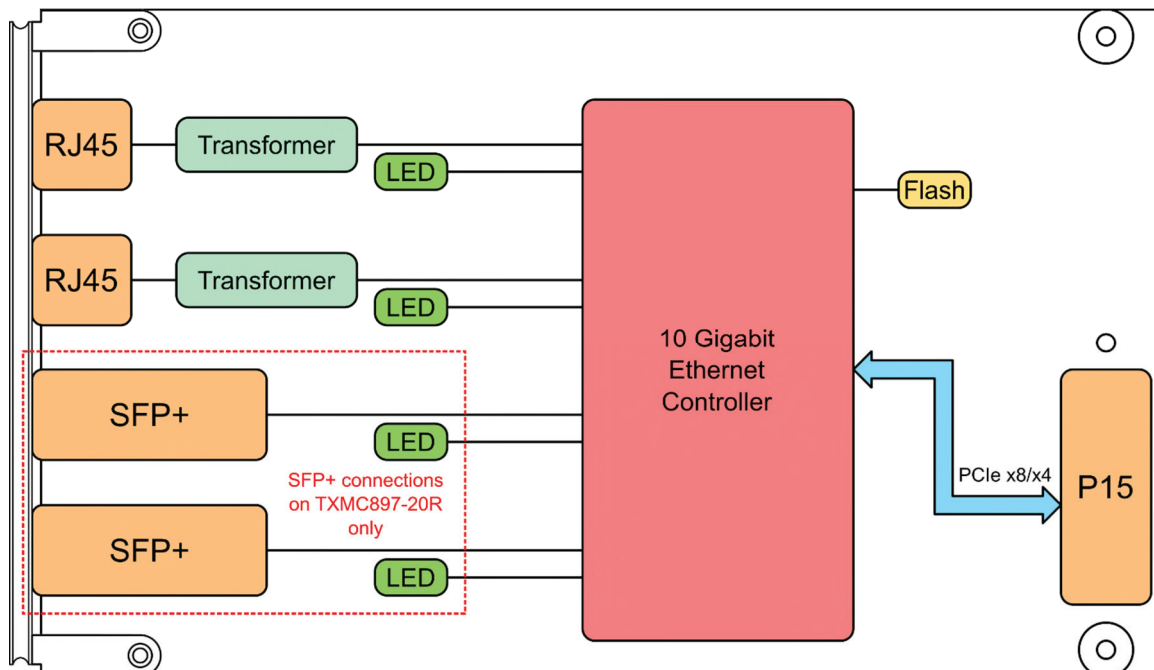 RJ45
Transformer
LED
Flash
RJ45
Transformer
LED
10 Gigabit
Ethernet
Controller
SFP+
LED
SFP+ connections
on TXMC897-20R
only
PCIe x8/x4
P15
SFP+
LED